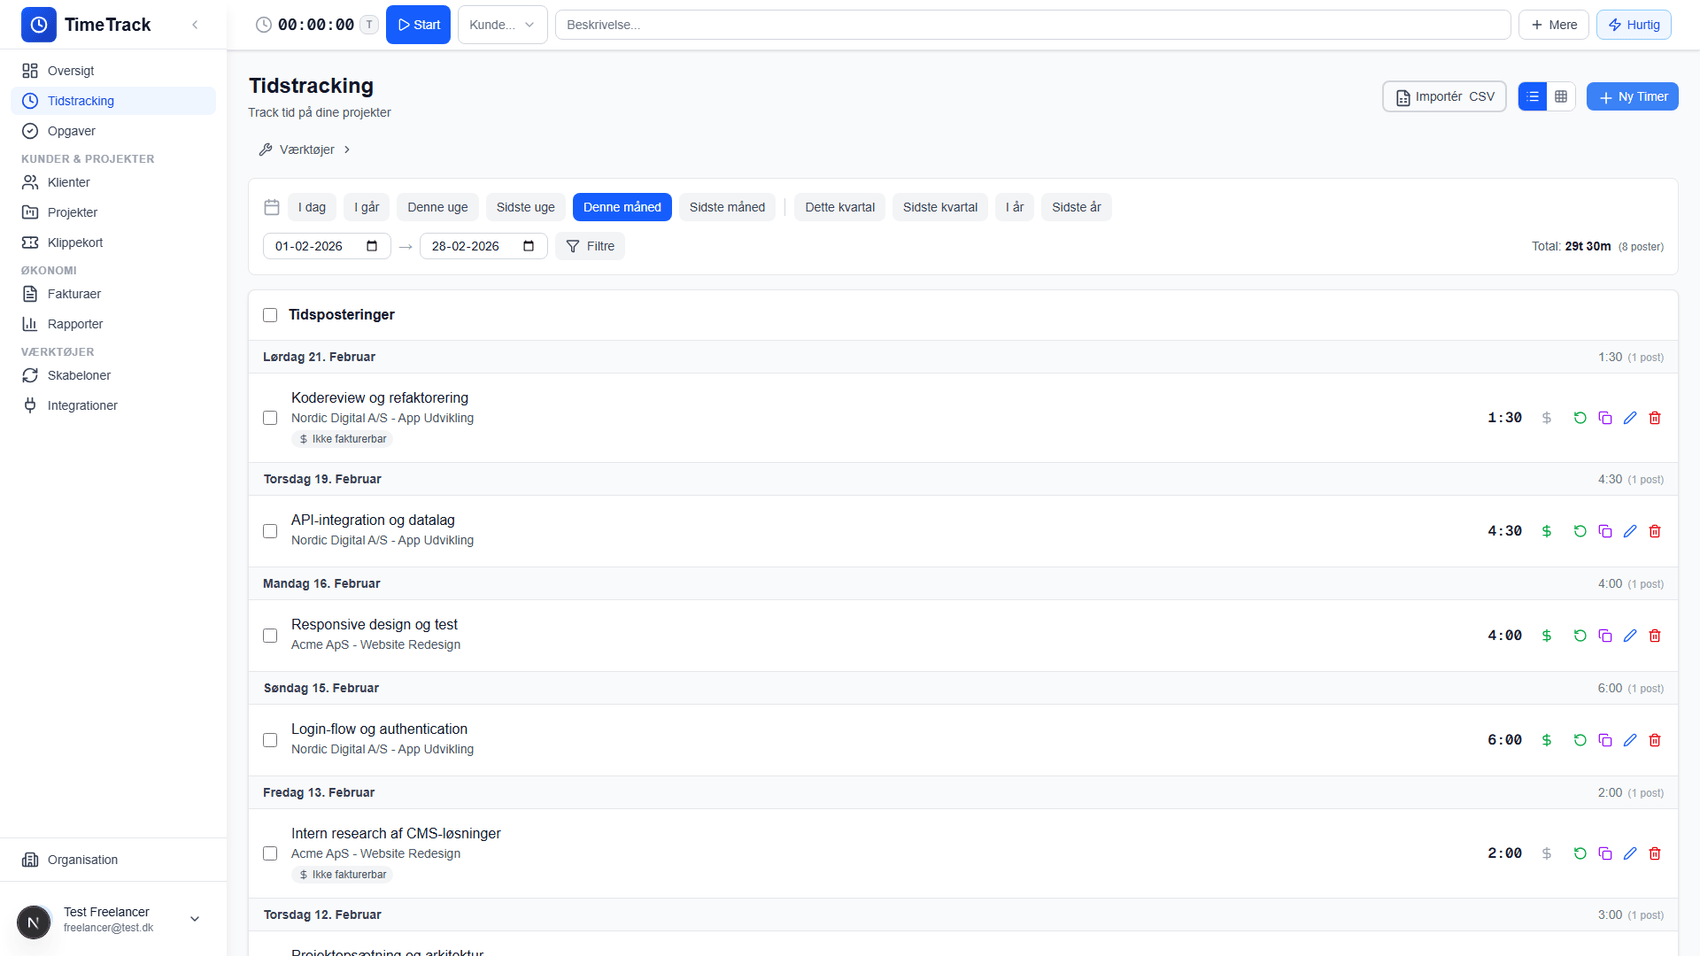 TimeTrack
00:00:00 T Start Kunde... Beskrivelse... Mere Hurtig
Oversigt
Tidstracking
Opgaver
KUNDER & PROJEKTER
Klienter
Projekter
Klippekort
ØKONOMI
Fakturaer
Rapporter
VÆRKTØJER
Skabeloner
Integrationer
Organisation
N
Test Freelancer
freelancer@test.dk
Tidstracking
Track tid på dine projekter
Importér CSV Ny Timer
Værktøjer
I dag I går Denne uge Sidste uge Denne måned Sidste måned Dette kvartal Sidste kvartal I år Sidste år
01-02-2026 → 28-02-2026 Filtre Total: 29t 30m (8 poster)
Tidsposteringer
Lørdag 21. Februar 1:30 (1 post)
Kodereview og refaktorering
Nordic Digital A/S - App Udvikling
$ Ikke fakturerbar
1:30 $
Torsdag 19. Februar 4:30 (1 post)
API-integration og datalag
Nordic Digital A/S - App Udvikling
4:30 $
Mandag 16. Februar 4:00 (1 post)
Responsive design og test
Acme ApS - Website Redesign
4:00 $
Søndag 15. Februar 6:00 (1 post)
Login-flow og authentication
Nordic Digital A/S - App Udvikling
6:00 $
Fredag 13. Februar 2:00 (1 post)
Intern research af CMS-løsninger
Acme ApS - Website Redesign
$ Ikke fakturerbar
2:00 $
Torsdag 12. Februar 3:00 (1 post)
Projektopsætning og arkitektur